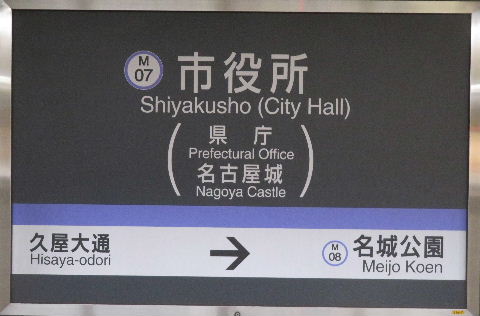 M
07
市役所
Shiyakusho (City Hall)
県 庁
Prefectural Office
名古屋城
Nagoya Castle
久屋大通
Hisaya-odori
→
M
08
名城公園
Meijo Koen